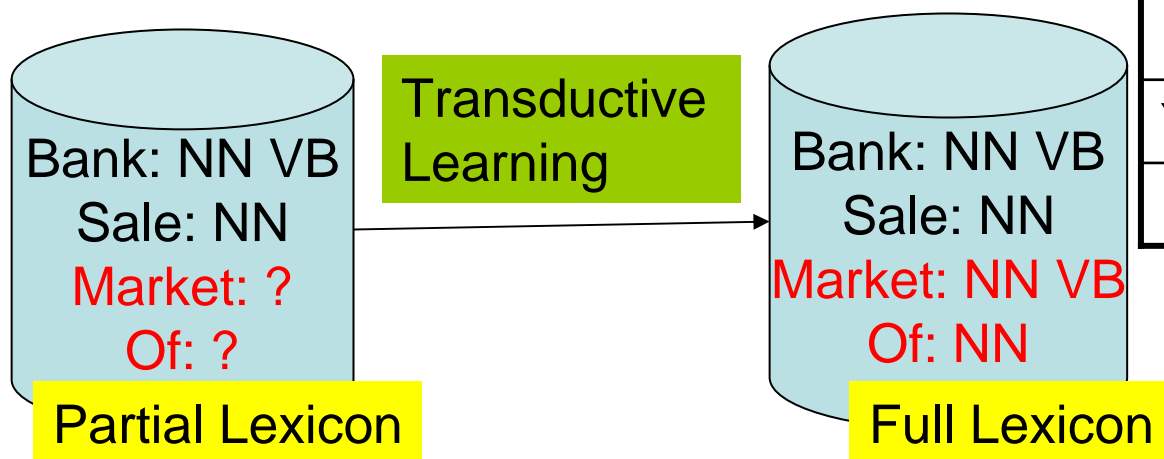 Bank: NN VB
Sale: NN
Market: ?
Of: ?
Partial Lexicon
Transductive
Learning
Bank: NN VB
Sale: NN
Market: NN VB
Of: NN
Full Lexicon